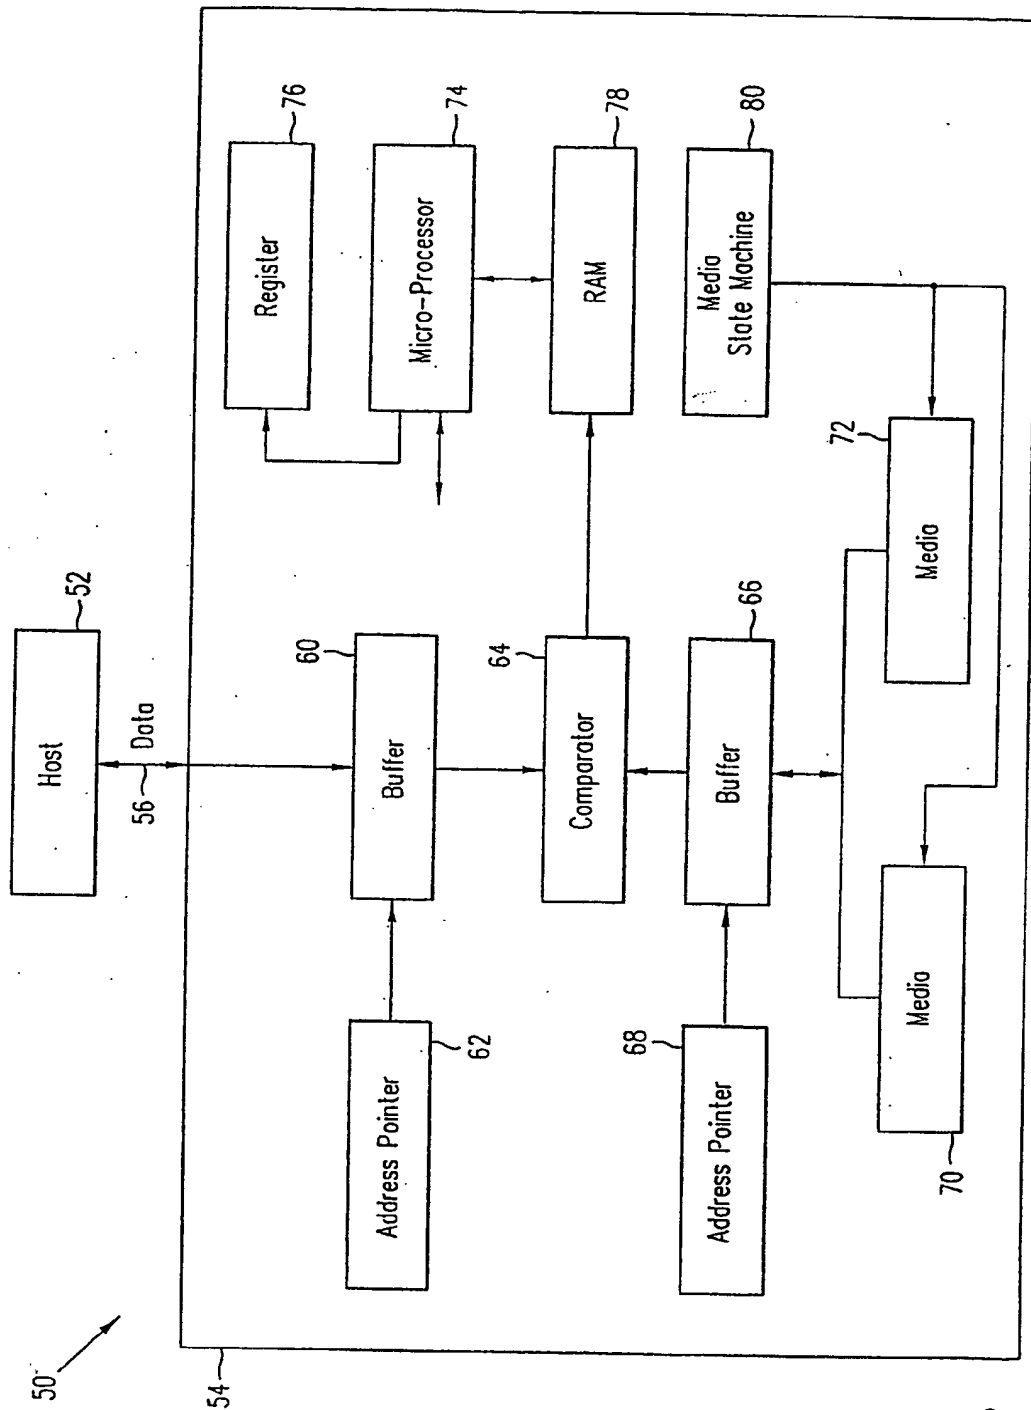 50
Host
52
56
Data
54
Register
76
60
Address Pointer
Buffer
Micro-Processor
74
62
64
Comparator
RAM
78
68
Address Pointer
Buffer
66
Media
State Machine
80
72
Media
Media
70